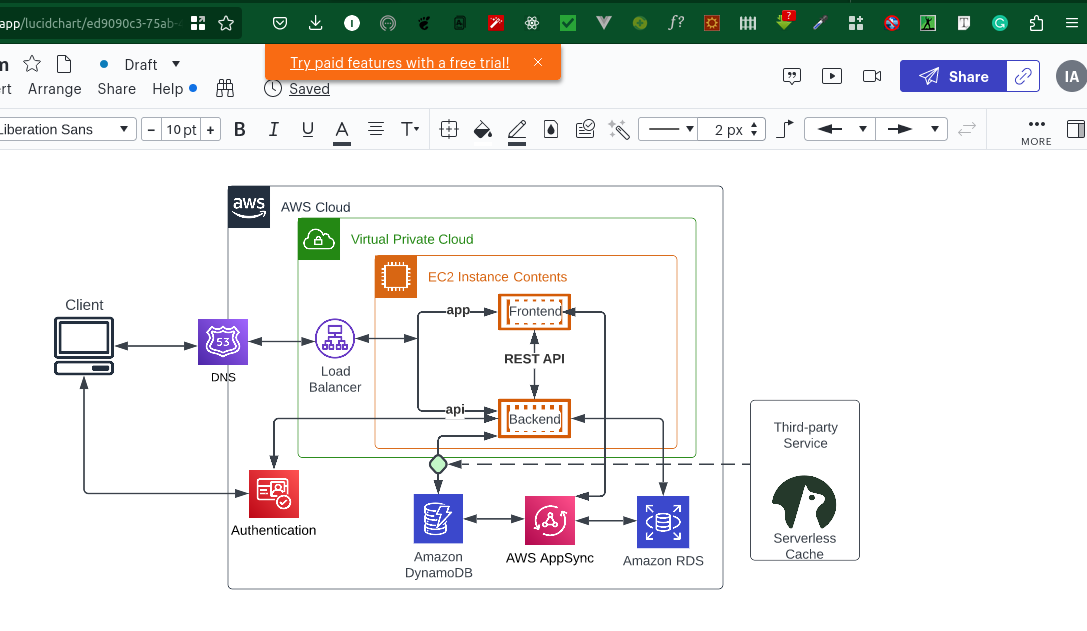 app/lucidchart/ed9090c3-75ab-
f?
?
T
G
m
Draft
Try paid features with a free trial!
rt
Arrange
Share
Help
Saved
Share
IA
Liberation Sans
10 pt
B
I
U
A
T
2 px
MORE
aws
AWS Cloud
Virtual Private Cloud
EC2 Instance Contents
Client
app
Frontend
53
REST API
DNS
Load
Balancer
api
Backend
Third-party
Service
Authentication
Amazon
DynamoDB
AWS AppSync
Amazon RDS
Serverless
Cache